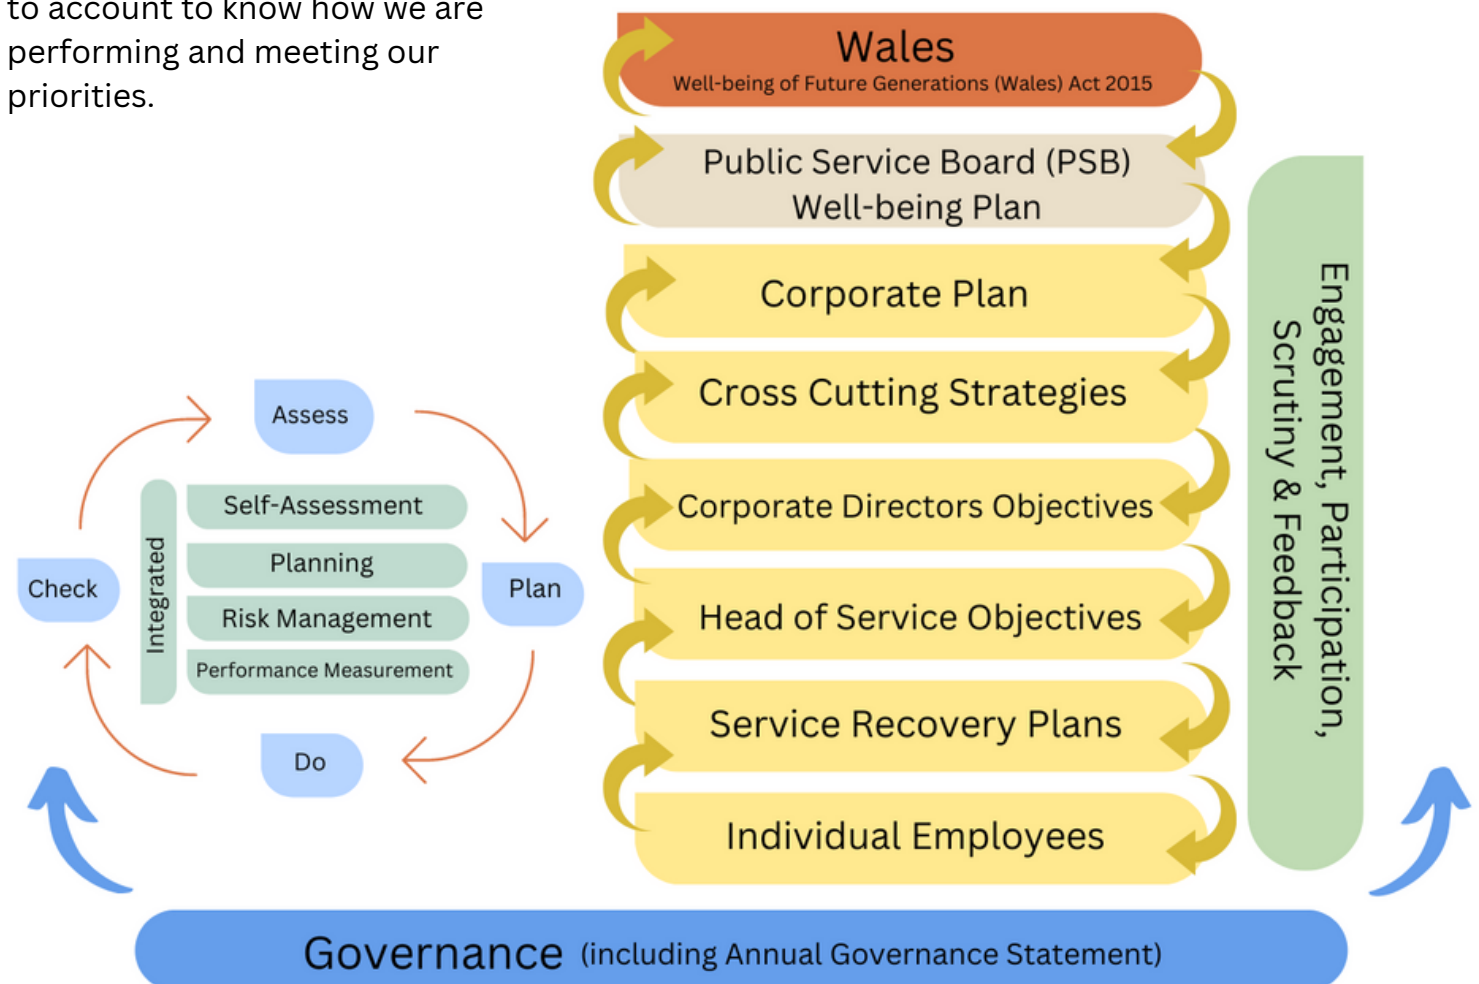 to account to know how we are
performing and meeting our
priorities.
Wales
Well-being of Future Generations (Wales) Act 2015
Public Service Board (PSB)
Well-being Plan
Corporate Plan
Cross Cutting Strategies
Corporate Directors Objectives
Head of Service Objectives
Service Recovery Plans
Individual Employees
Engagement, Participation,
Scrutiny & Feedback
Assess
Plan
Do
Check
Integrated
Self-Assessment
Planning
Risk Management
Performance Measurement
Governance (including Annual Governance Statement)